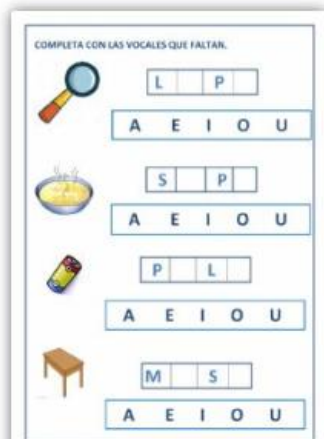 COMPLETA CON LAS VOCALES QUE FALTAN.
L P
A E I O U
S P
A E I O U
P L
A E I O U
M S
A E I O U